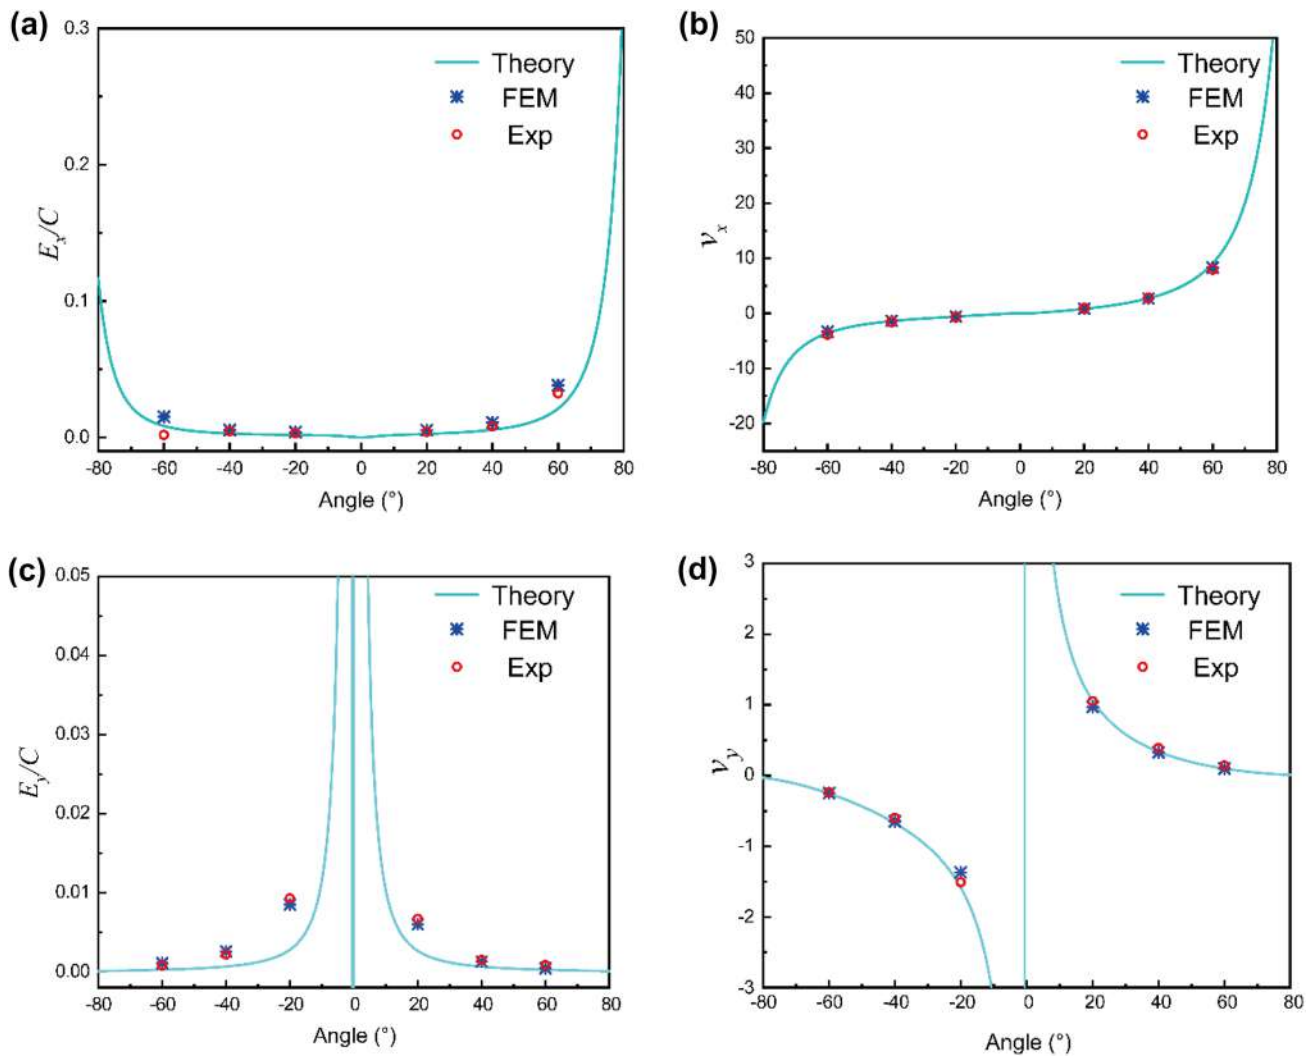 (a)
0.3
0.2
0.1
0.0
E_x/C
Theory
FEM
Exp
-80 -60 -40 -20 0 20 40 60 80
Angle (°)
(b)
50
40
30
20
10
0
-10
-20
ν_x
Theory
FEM
Exp
-80 -60 -40 -20 0 20 40 60 80
Angle (°)
(c)
0.05
0.04
0.03
0.02
0.01
0.00
E_y/C
Theory
FEM
Exp
-80 -60 -40 -20 0 20 40 60 80
Angle (°)
(d)
3
2
1
0
-1
-2
-3
ν_y
Theory
FEM
Exp
-80 -60 -40 -20 0 20 40 60 80
Angle (°)